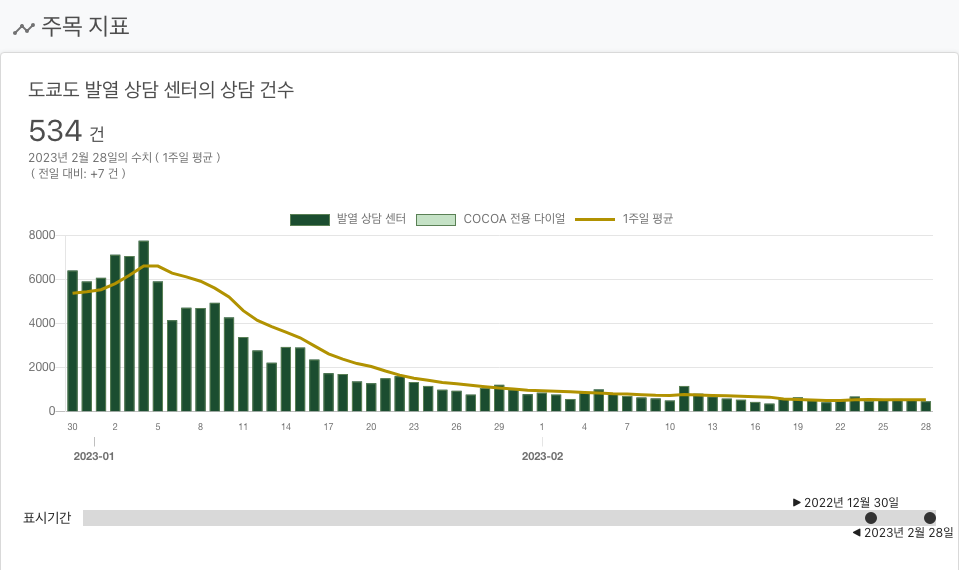 주목 지표
도쿄도 발열 상담 센터의 상담 건수
534 건
2023년 2월 28일의 수치 ( 1주일 평균 )
( 전일 대비: +7 건 )
발열 상담 센터 COCOA 전용 다이얼 1주일 평균
8000
6000
4000
2000
0
30 2 5 8 11 14 17 20 23 26 29 1 4 7 10 13 16 19 22 25 28
2023-01 2023-02
▶ 2022년 12월 30일
표시기간
◀ 2023년 2월 28일